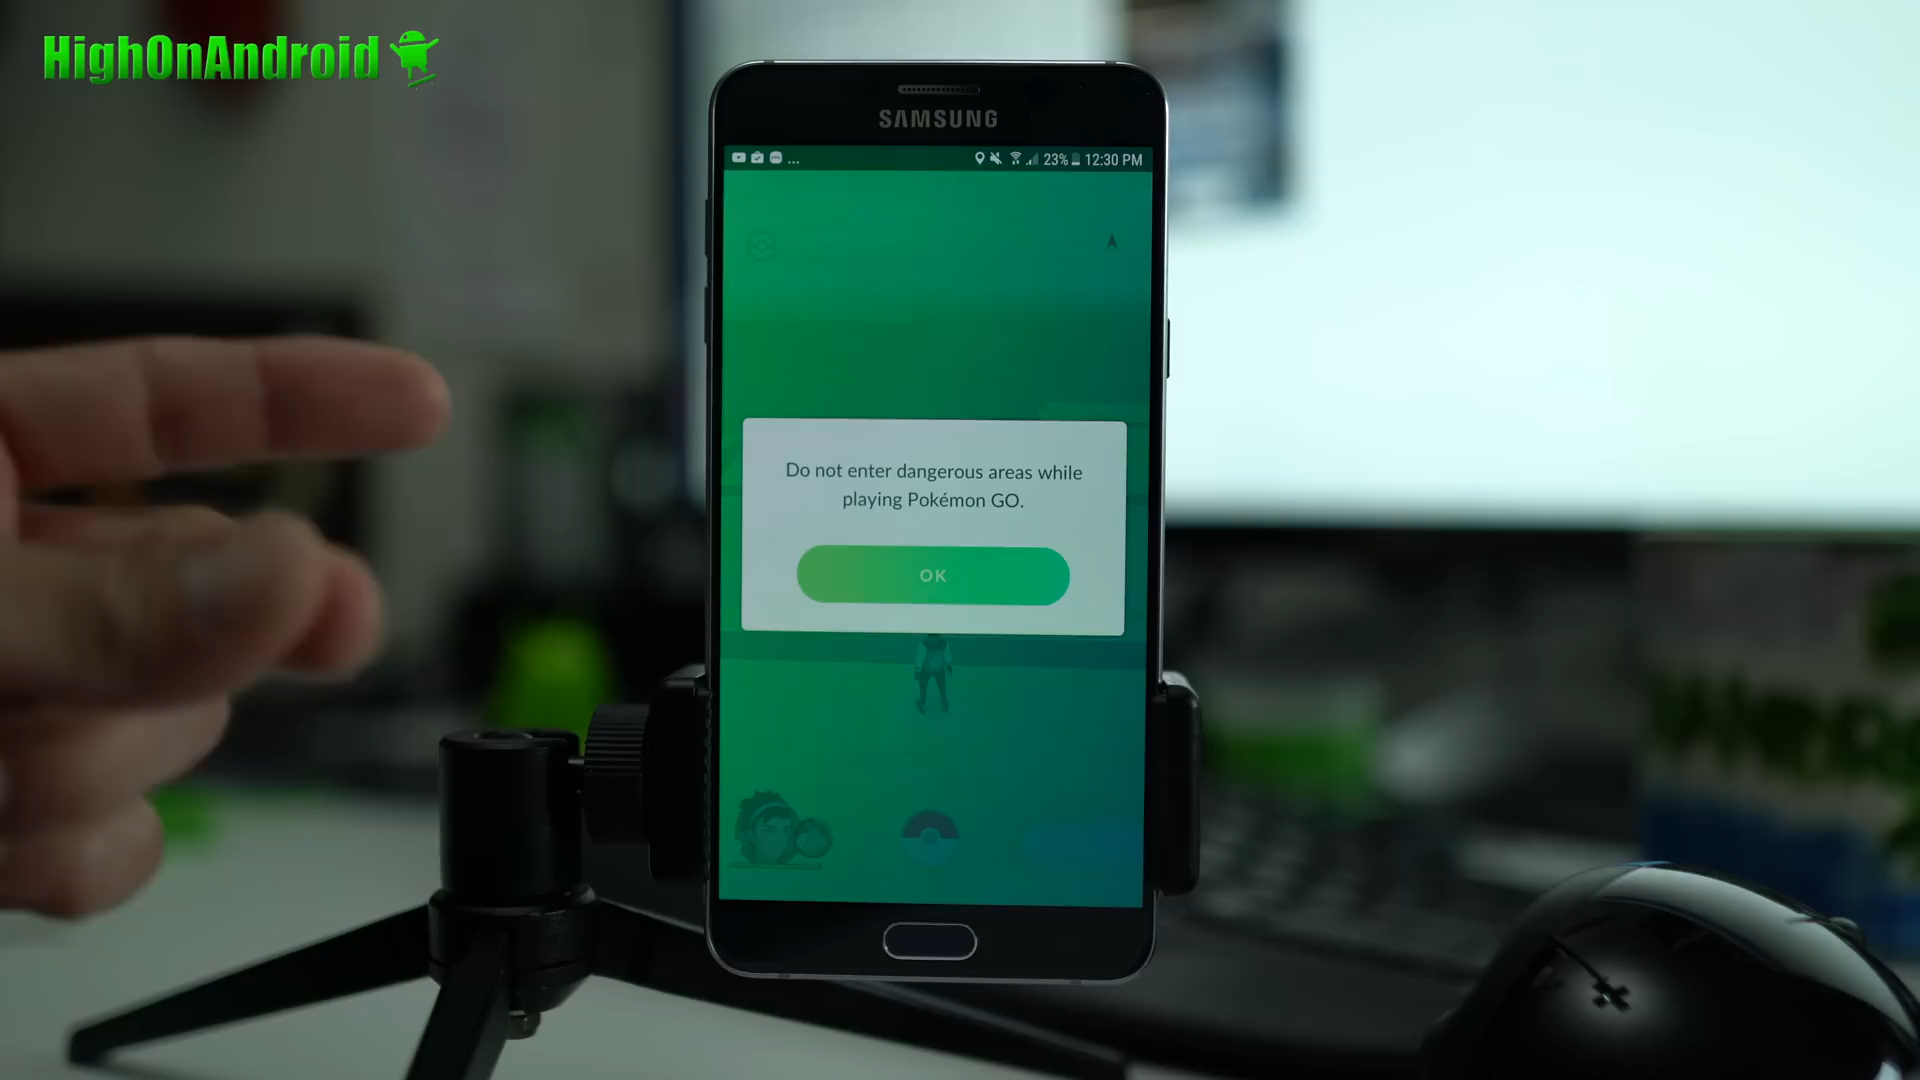 HighOnAndroid
SAMSUNG
23% 12:30 PM
Do not enter dangerous areas while
playing Pokémon GO.
OK